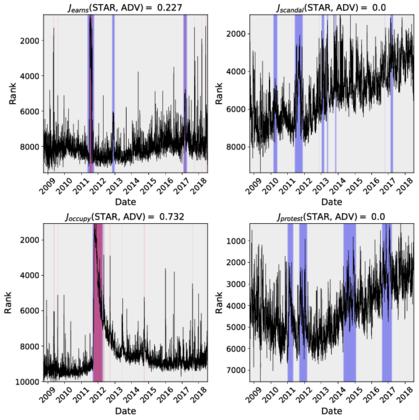 J_earns(STAR, ADV) = 0.227
Rank
2000
4000
6000
8000
2009 2010 2011 2012 2013 2014 2015 2016 2017 2018
Date
J_scandal(STAR, ADV) = 0.0
Rank
4000
6000
8000
2009 2010 2011 2012 2013 2014 2015 2016 2017 2018
Date
J_occupy(STAR, ADV) = 0.732
Rank
2000
4000
6000
8000
10000
2009 2010 2011 2012 2013 2014 2015 2016 2017 2018
Date
J_protest(STAR, ADV) = 0.0
Rank
1000
2000
3000
4000
5000
6000
7000
2009 2010 2011 2012 2013 2014 2015 2016 2017 2018
Date